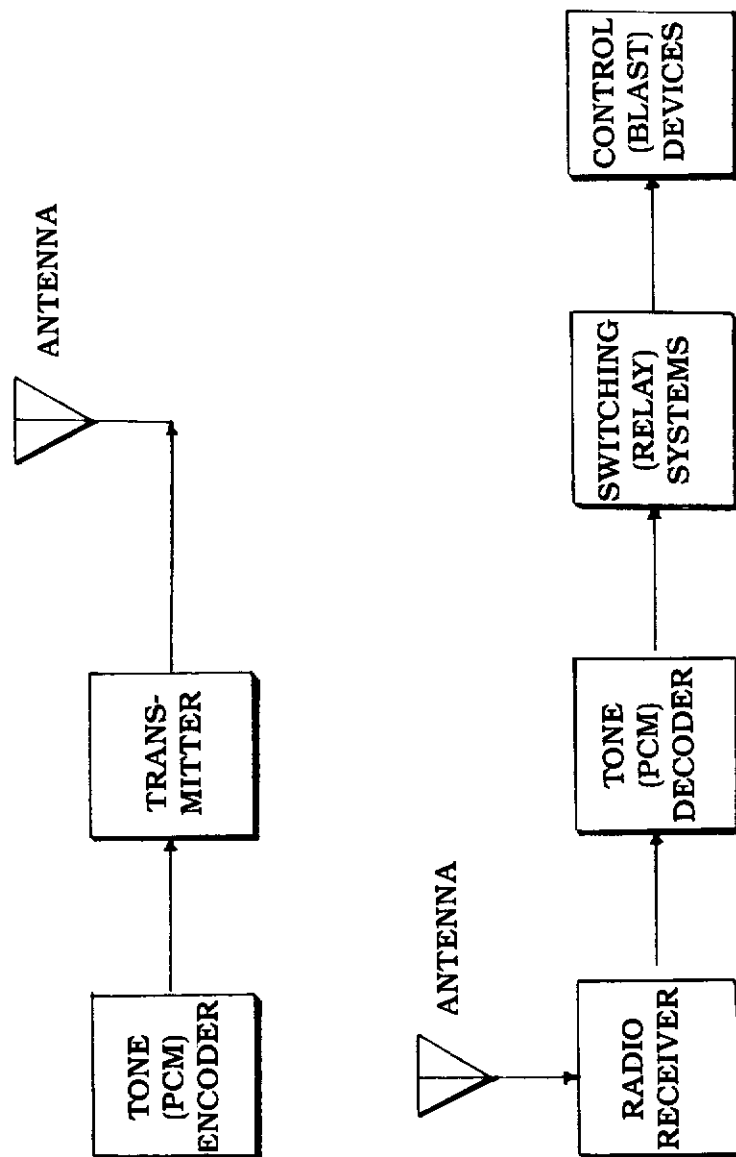 TONE
(PCM)
ENCODER
TRANS-
MITTER
ANTENNA
ANTENNA
RADIO
RECEIVER
TONE
(PCM)
DECODER
SWITCHING
(RELAY)
SYSTEMS
CONTROL
(BLAST)
DEVICES